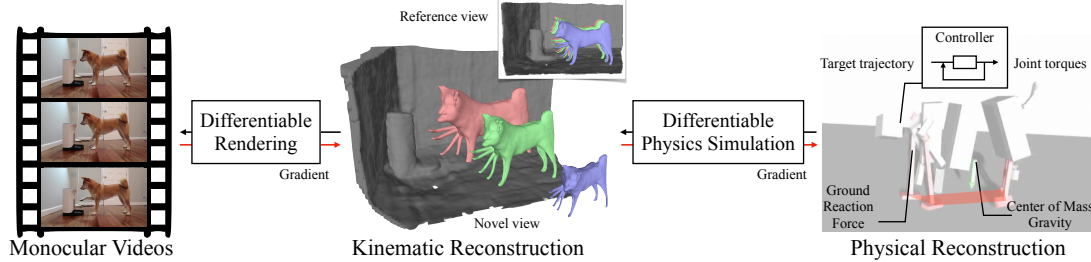 Reference view
Controller
Target trajectory
Joint torques
Differentiable
Rendering
Gradient
Differentiable
Physics Simulation
Gradient
Novel view
Ground
Reaction
Force
Center of Mass
Gravity
Monocular Videos
Kinematic Reconstruction
Physical Reconstruction